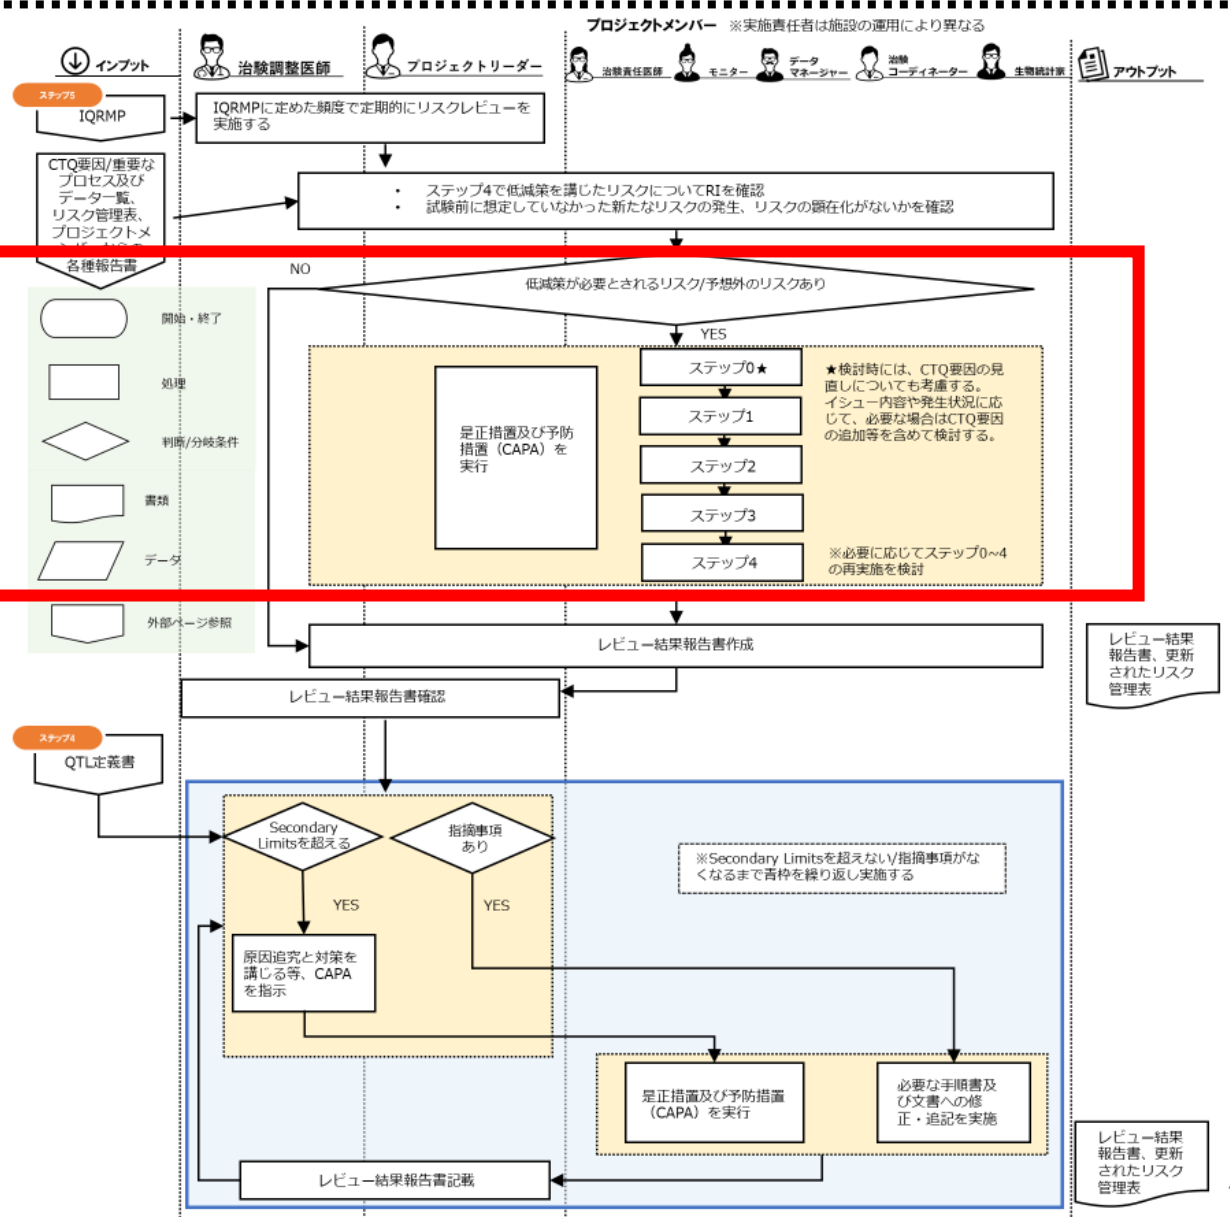 プロジェクトメンバー ※実施責任者は施設の運用により異なる
インプット
治験調整医師
プロジェクトリーダー
治験責任医師
モニター
データ
マネージャー
治験
コーディネーター
生物統計家
アウトプット
ステップ5
IQRMP
IQRMPに定めた頻度で定期的にリスクレビューを
実施する
CTQ要因/重要な
プロセス及び
データ一覧、
リスク管理表、
プロジェクトメ
各種報告書
・ ステップ4で低減策を講じたリスクについてRIを確認
・ 試験前に想定していなかった新たなリスクの発生、リスクの顕在化がないかを確認
NO
低減策が必要とされるリスク/予想外のリスクあり
YES
開始・終了
処理
判断/分岐条件
書類
データ
外部ページ参照
是正措置及び予防
措置（CAPA）を
実行
ステップ0★
ステップ1
ステップ2
ステップ3
ステップ4
★検討時には、CTQ要因の見
直しについても考慮する。
イシュー内容や発生状況に応
じて、必要な場合はCTQ要因
の追加等を含めて検討する。
※必要に応じてステップ0~4
の再実施を検討
レビュー結果報告書作成
レビュー結果
報告書、更新
されたリスク
管理表
レビュー結果報告書確認
ステップ4
QTL定義書
Secondary
Limitsを超える
指摘事項
あり
※Secondary Limitsを超えない/指摘事項がな
くなるまで青枠を繰り返し実施する
YES
YES
原因追究と対策を
講じる等、CAPA
を指示
是正措置及び予防措置
（CAPA）を実行
必要な手順書及
び文書への修
正・追記を実施
レビュー結果報告書記載
レビュー結果
報告書、更新
されたリスク
管理表